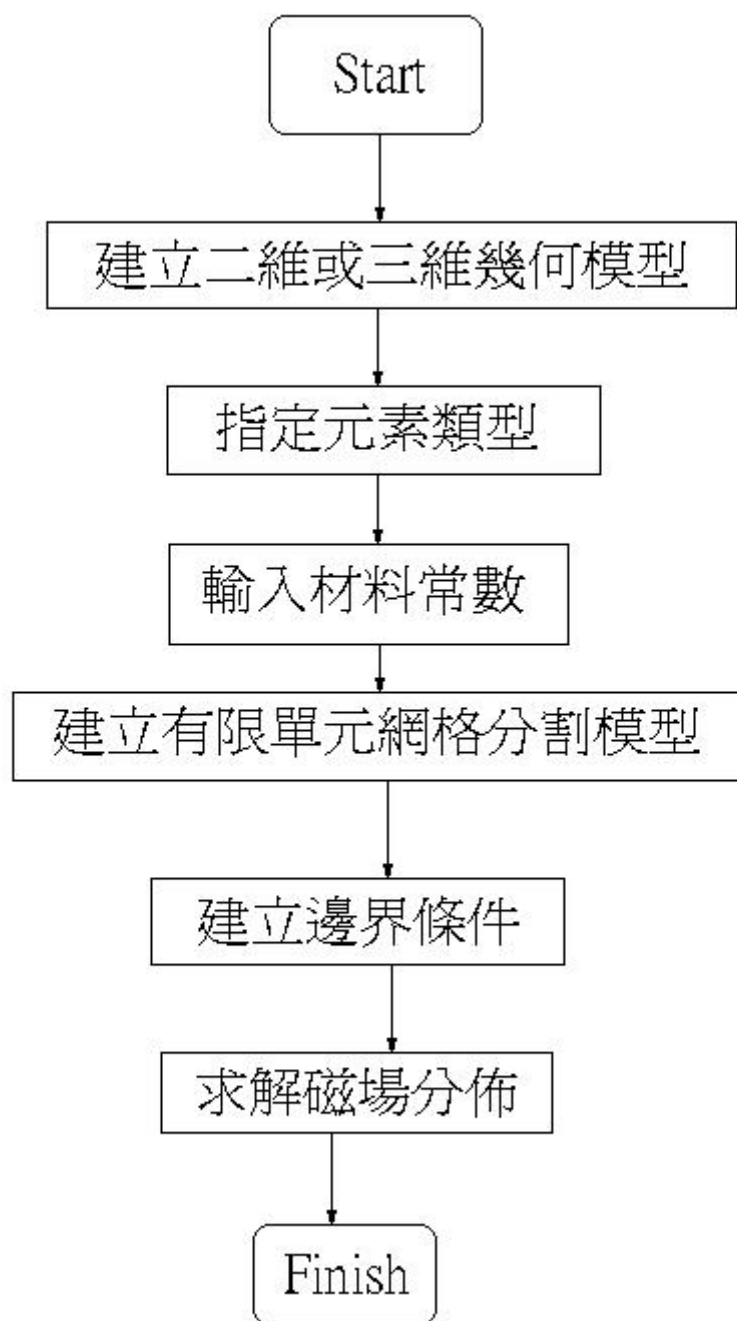 Start
建立二維或三維幾何模型
指定元素類型
輸入材料常數
建立有限單元網格分割模型
建立邊界條件
求解磁場分佈
Finish